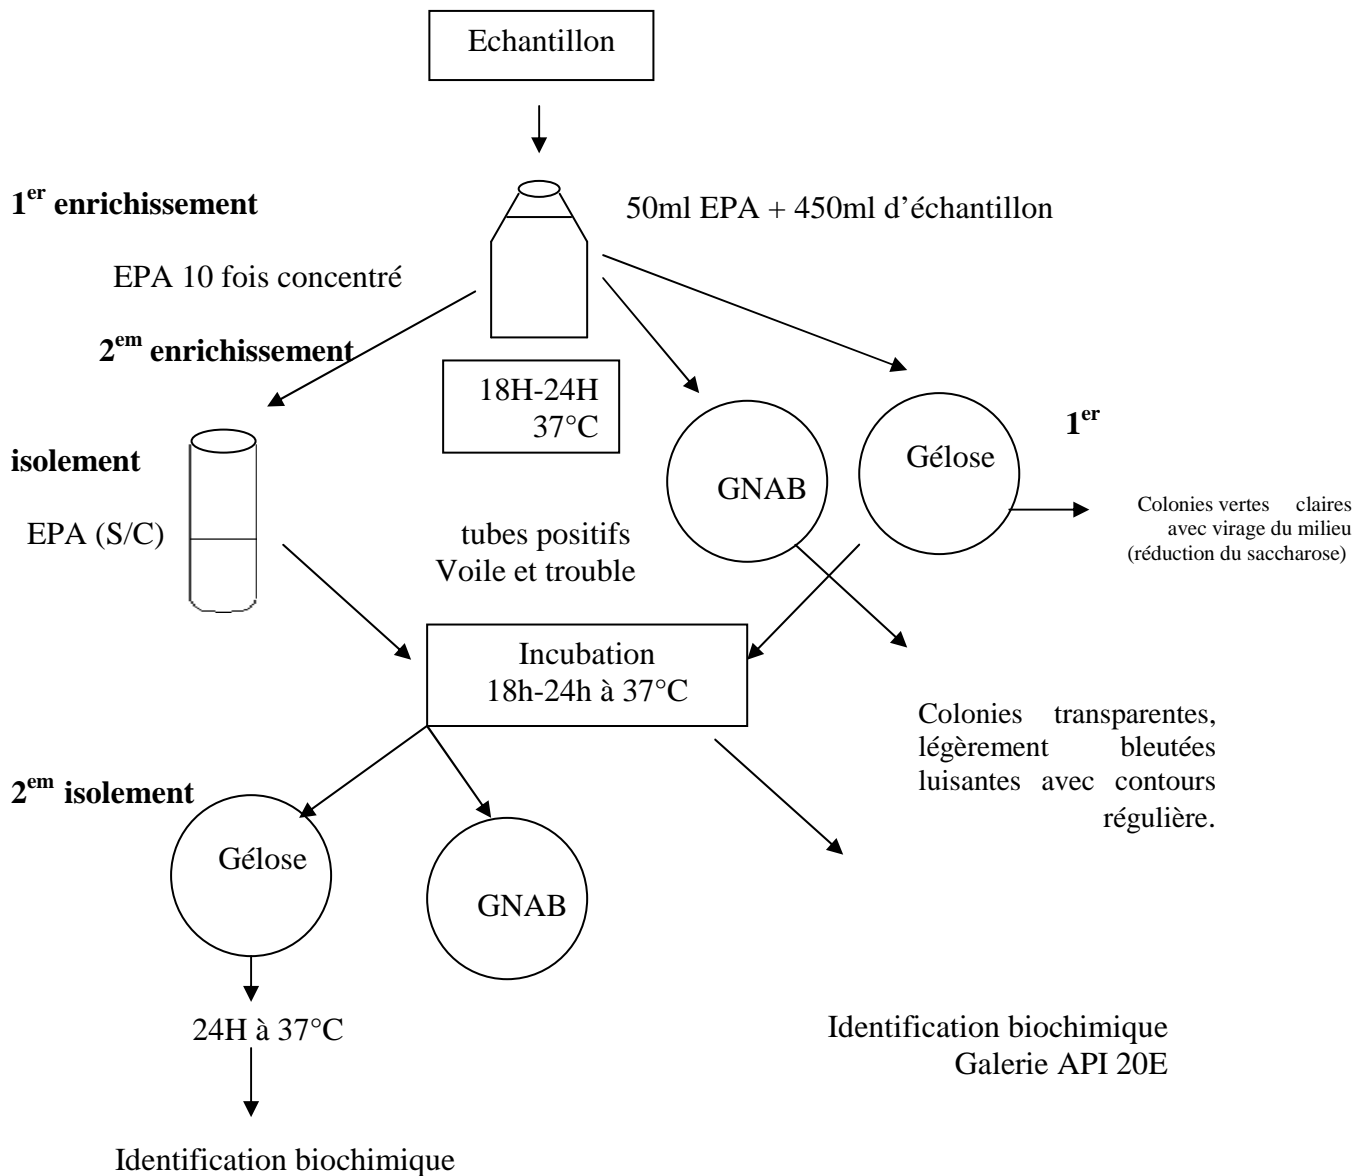 Echantillon
1er enrichissement
50ml EPA + 450ml d’échantillon
EPA 10 fois concentré
2em enrichissement
18H-24H
37°C
1er
isolement
GNAB
Gélose
EPA (S/C)
Colonies vertes claires
avec virage du milieu
(réduction du saccharose)
tubes positifs
Voile et trouble
Incubation
18h-24h à 37°C
Colonies transparentes,
légèrement bleutées
luisantes avec contours
régulière.
2em isolement
Gélose
GNAB
24H à 37°C
Identification biochimique
Galerie API 20E
Identification biochimique